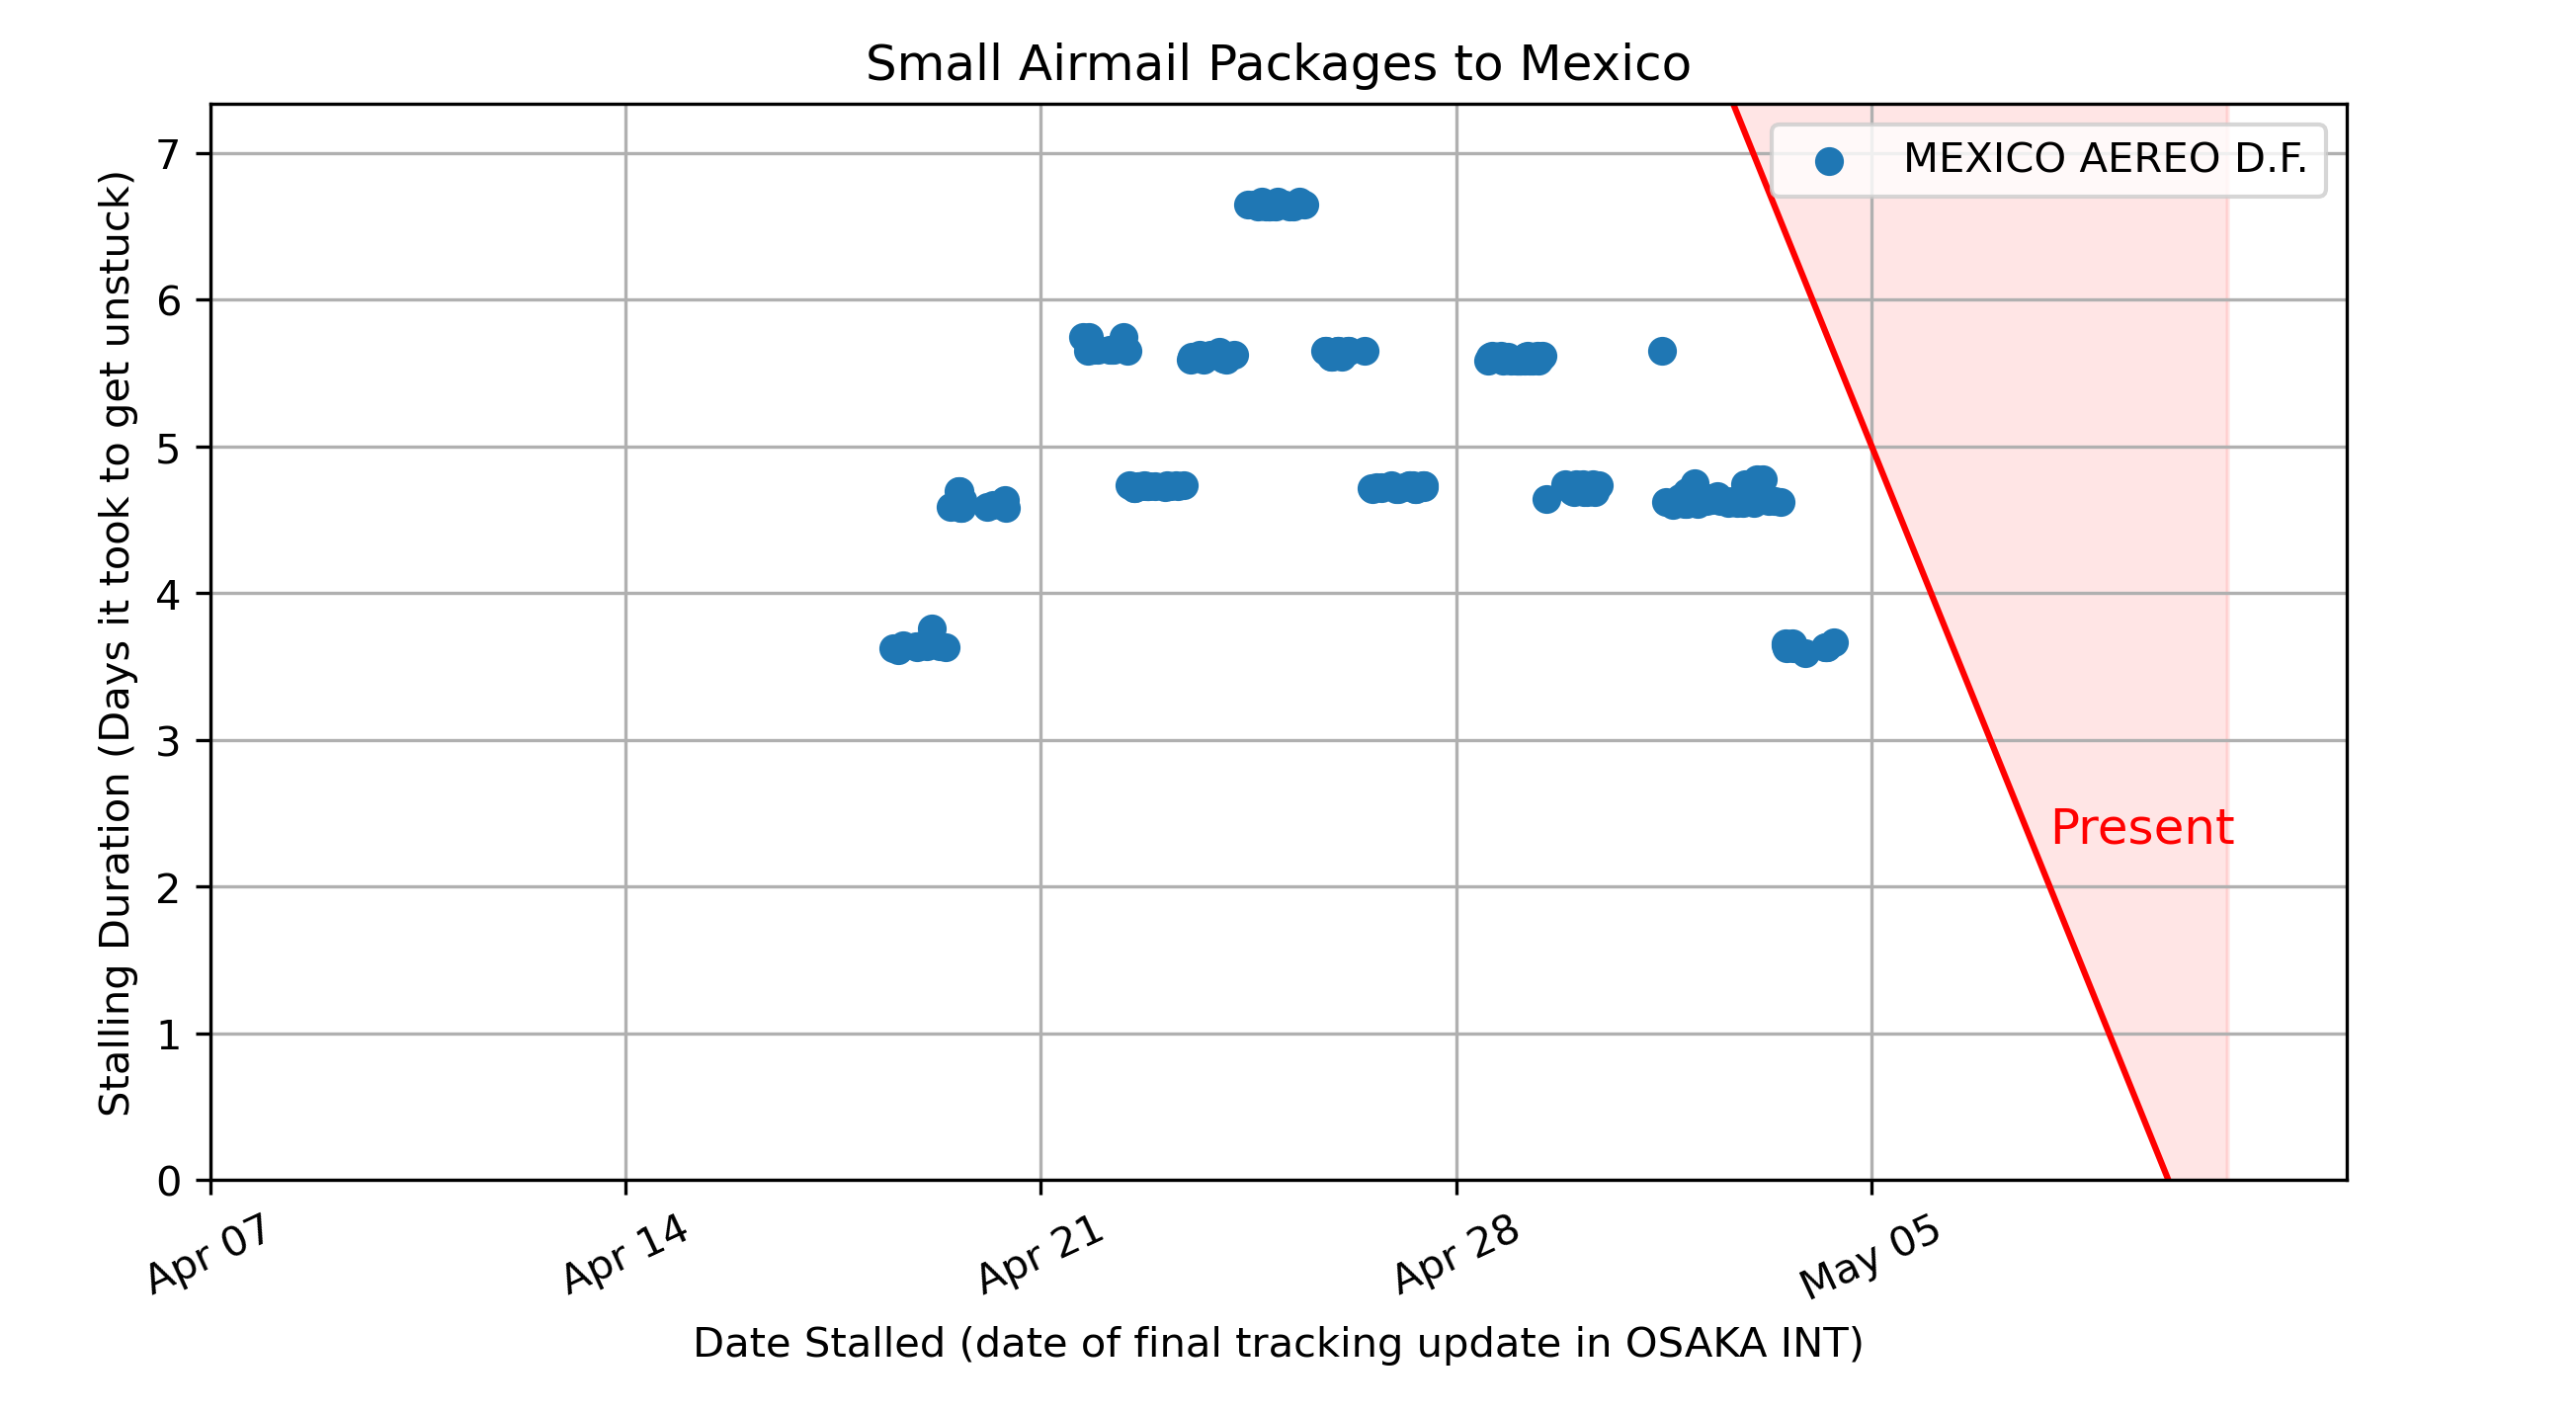 Small Airmail Packages to Mexico
MEXICO AEREO D.F.
Stalling Duration (Days it took to get unstuck)
7
6
5
4
3
2
1
0
Present
Apr 07
Apr 14
Apr 21
Apr 28
May 05
Date Stalled (date of final tracking update in OSAKA INT)